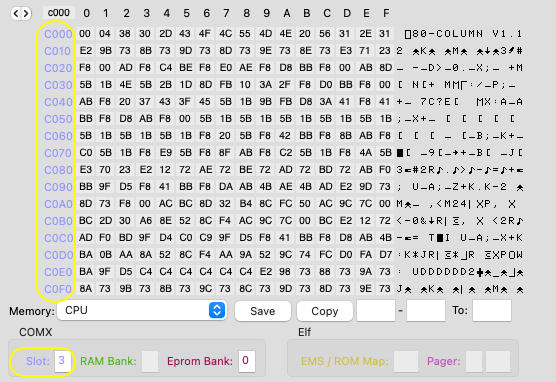 c000 0 1 2 3 4 5 6 7 8 9 A B C D E F
C000 00 04 38 30 2D 43 4F 4C 55 4D 4E 20 56 31 2E 31 80-COLUMN V1.1
C010 E2 9B 73 8B 73 9D 73 8D 73 9E 73 8E 73 E3 71 23
C020 F8 00 AD F8 C4 BE F8 E0 AE F8 D8 BB F8 00 AB 8D
C030 5B 1B 4E 5B 2B 1D 8D FB 10 3A 2F F8 D0 BB F8 00
C040 AB F8 20 37 43 3F 45 5B 1B 9B FB D8 3A 41 F8 41
C050 BB F8 D8 AB F8 00 5B 1B 5B 1B 5B 1B 5B 1B 5B 1B
C060 5B 1B 5B 1B 5B 1B F8 20 5B F8 42 BB F8 8B AB F8
C070 C0 5B 1B F8 E9 5B F8 8F AB F8 C2 5B 1B F8 4A 5B
C080 E3 70 23 E2 12 72 AE 72 BE 72 AD 72 BD 72 AB F0
C090 BB 9F D5 F8 41 BB F8 DA AB 4B AE 4B AD E2 9D 73
C0A0 8D 73 F8 00 AC BC 8D 32 B4 8C FC 50 AC 9C 7C 00
C0B0 BC 2D 30 A6 8E 52 8C F4 AC 9C 7C 00 BC E2 12 72
C0C0 AD F0 BD 9F D4 C0 C9 9F D5 F8 41 BB F8 D8 AB 4B
C0D0 BA 0B AA 8A 52 8C F4 AA 9A 52 9C 74 FC D0 FA D7
C0E0 BA 9F D5 C4 C4 C4 C4 C4 C4 E2 98 73 88 73 9A 73
C0F0 8A 73 9B 73 8B 73 9C 73 8C 73 9D 73 8D 73 9E 73
Memory: CPU Save Copy - To:
COMX Elf
Slot: 3 RAM Bank: Eprom Bank: 0 EMS / ROM Map: Pager: